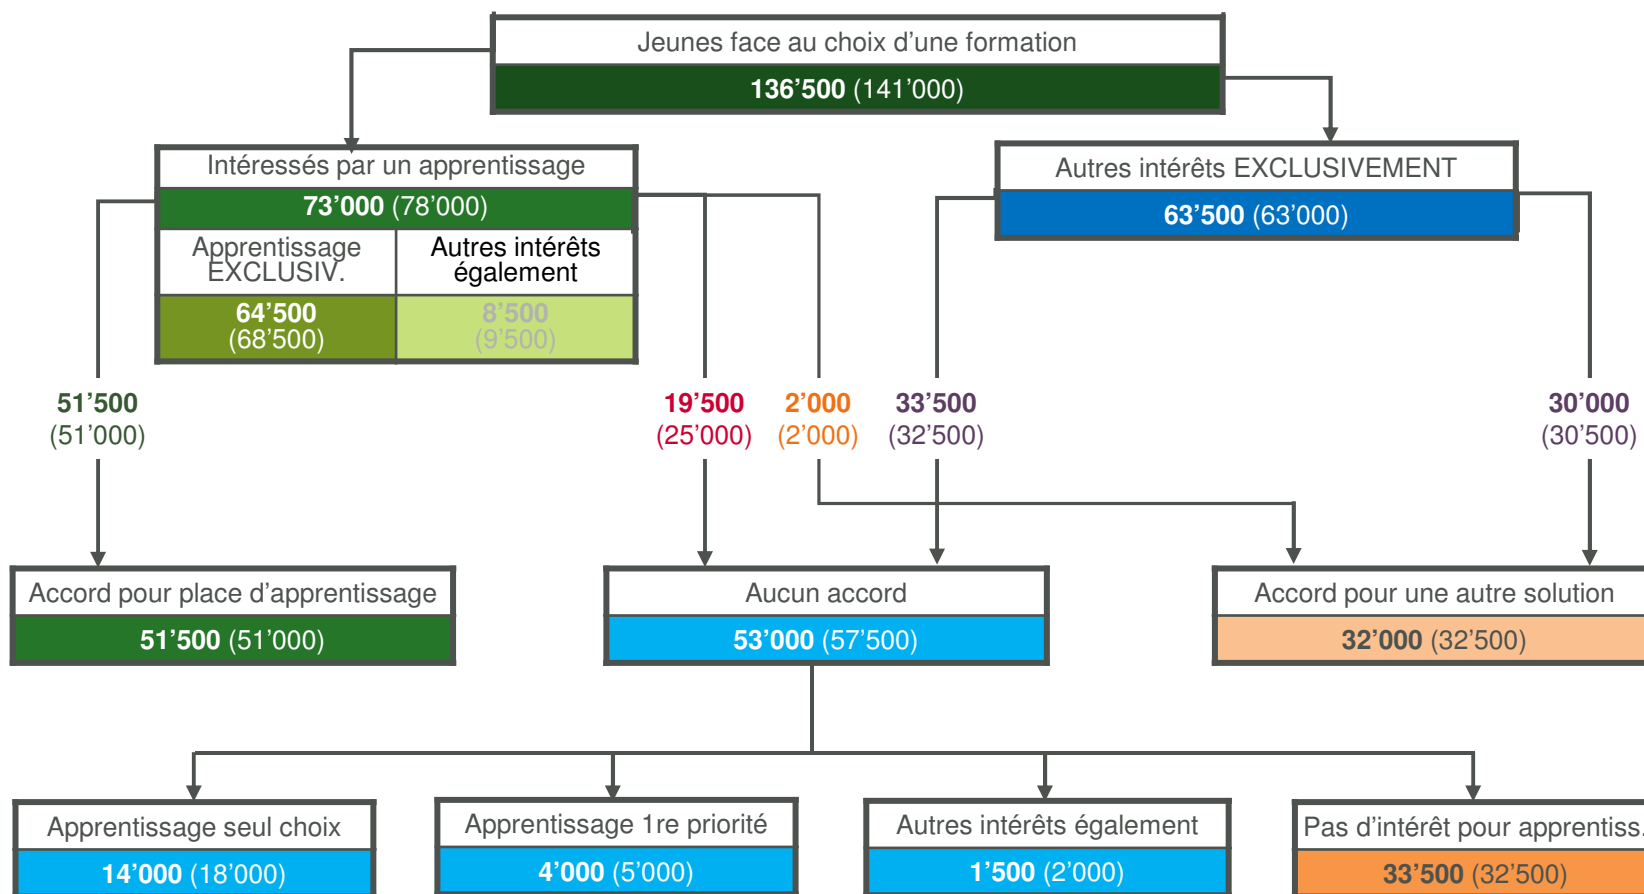 Jeunes face au choix d’une formation
136’500 (141’000)
Intéressés par un apprentissage
73’000 (78’000)
Apprentissage
EXCLUSIV.
Autres intérêts
également
64’500
(68’500)
8’500
(9’500)
Autres intérêts EXCLUSIVEMENT
63’500 (63’000)
51’500
(51’000)
19’500
(25’000)
2’000
(2’000)
33’500
(32’500)
30’000
(30’500)
Accord pour place d’apprentissage
51’500 (51’000)
Aucun accord
53’000 (57’500)
Accord pour une autre solution
32’000 (32’500)
Apprentissage seul choix
14’000 (18’000)
Apprentissage 1re priorité
4’000 (5’000)
Autres intérêts également
1’500 (2’000)
Pas d’intérêt pour apprentiss.
33’500 (32’500)